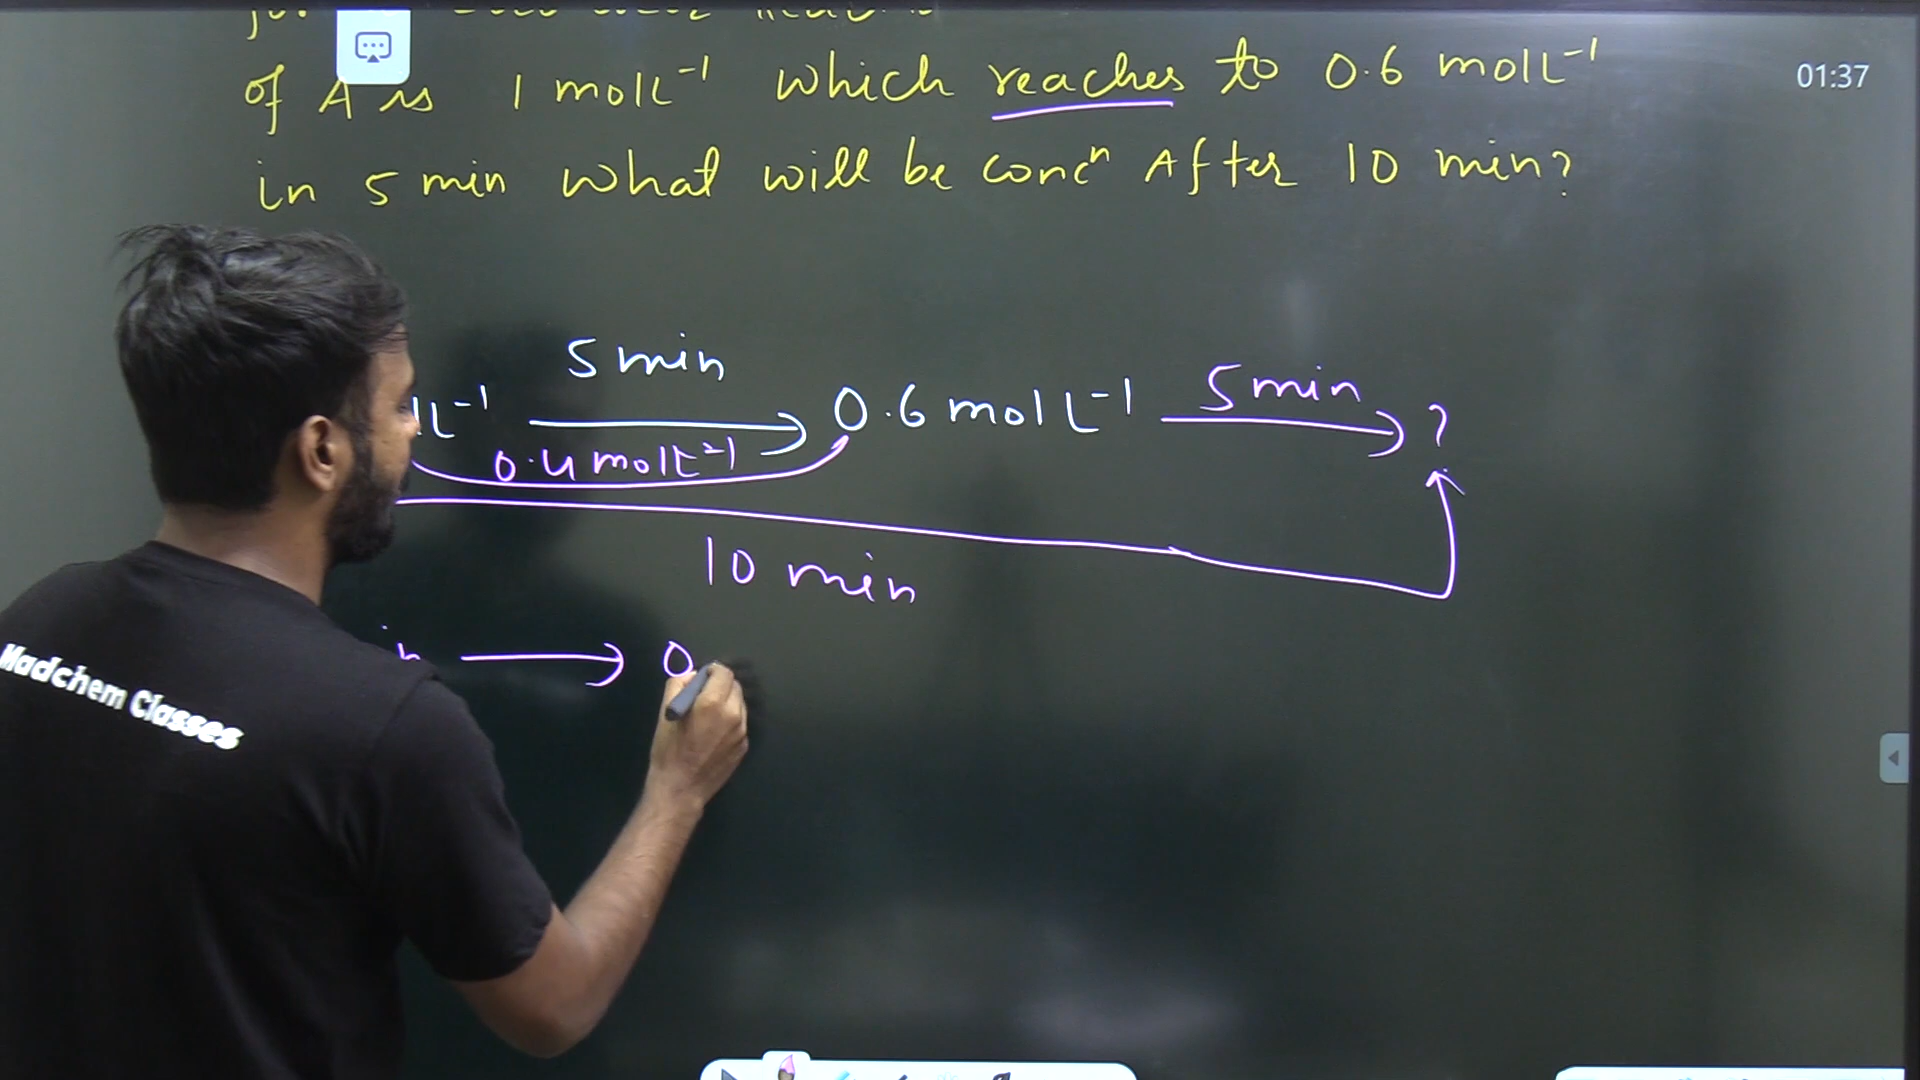 of A is 1 molL⁻¹ which reaches to 0.6 molL⁻¹
in 5 min what will be concⁿ After 10 min?
01:37
5 min
L⁻¹ 0.6 mol L⁻¹ 5min ?
0.4 molL⁻¹
10 min
0.
Madchem Classes